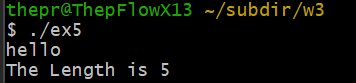 thepr@ThepFlowX13 ~/subdir/w3
$ ./ex5
hello
The Length is 5